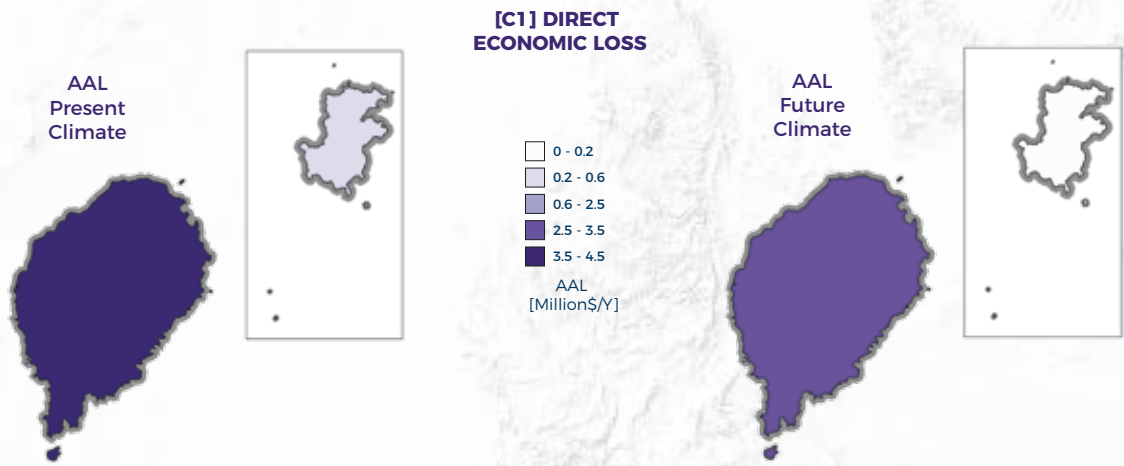 [C1] DIRECT
ECONOMIC LOSS
AAL
Present
Climate
AAL
Future
Climate
0 - 0.2
0.2 - 0.6
0.6 - 2.5
2.5 - 3.5
3.5 - 4.5
AAL
[Million$/Y]